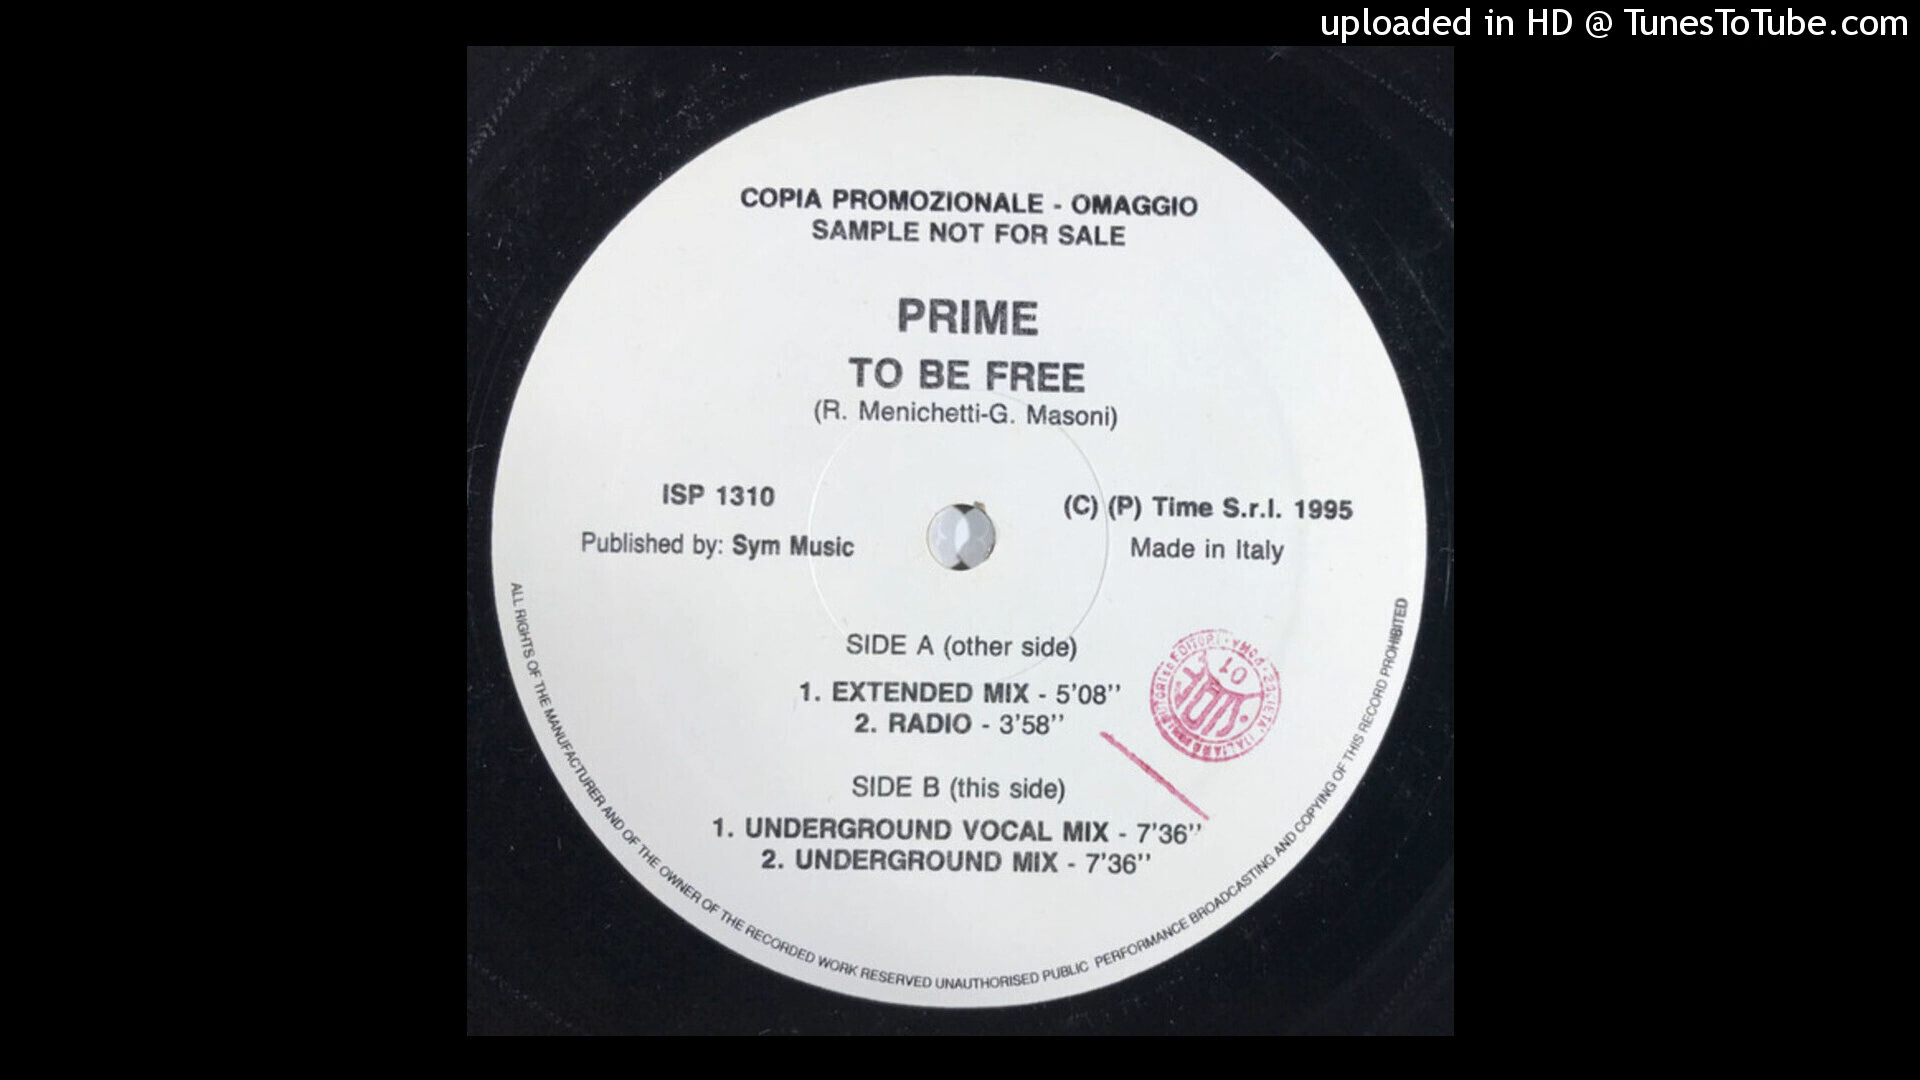 uploaded in HD @ TunesToTube.com
COPIA PROMOZIONALE - OMAGGIO
SAMPLE NOT FOR SALE
PRIME
TO BE FREE
(R. Menichetti-G. Masoni)
ISP 1310
(C) (P) Time S.r.l. 1995
Published by: Sym Music
Made in Italy
SIDE A (other side)
1. EXTENDED MIX - 5'08''
2. RADIO - 3'58''
SIDE B (this side)
1. UNDERGROUND VOCAL MIX - 7'36''
2. UNDERGROUND MIX - 7'36''
ALL RIGHTS OF THE MANUFACTURER AND OF THE OWNER OF THE RECORDED WORK RESERVED UNAUTHORISED PUBLIC PERFORMANCE BROADCASTING AND COPYING OF THIS RECORD PROHIBITED
SIAE